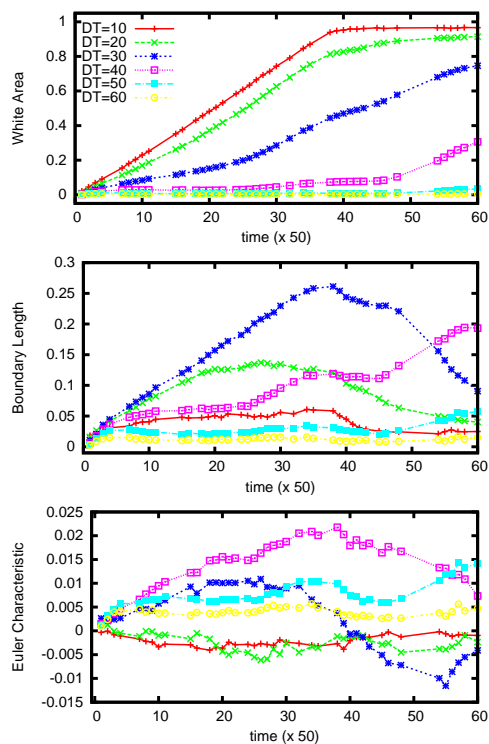 DT=10
DT=20
DT=30
DT=40
DT=50
DT=60
White Area
1
0.8
0.6
0.4
0.2
0
0 10 20 30 40 50 60
time (x 50)
Boundary Length
0.3
0.25
0.2
0.15
0.1
0.05
0
0 10 20 30 40 50 60
time (x 50)
Euler Characteristic
0.025
0.02
0.015
0.01
0.005
0
-0.005
-0.01
-0.015
0 10 20 30 40 50 60
time (x 50)